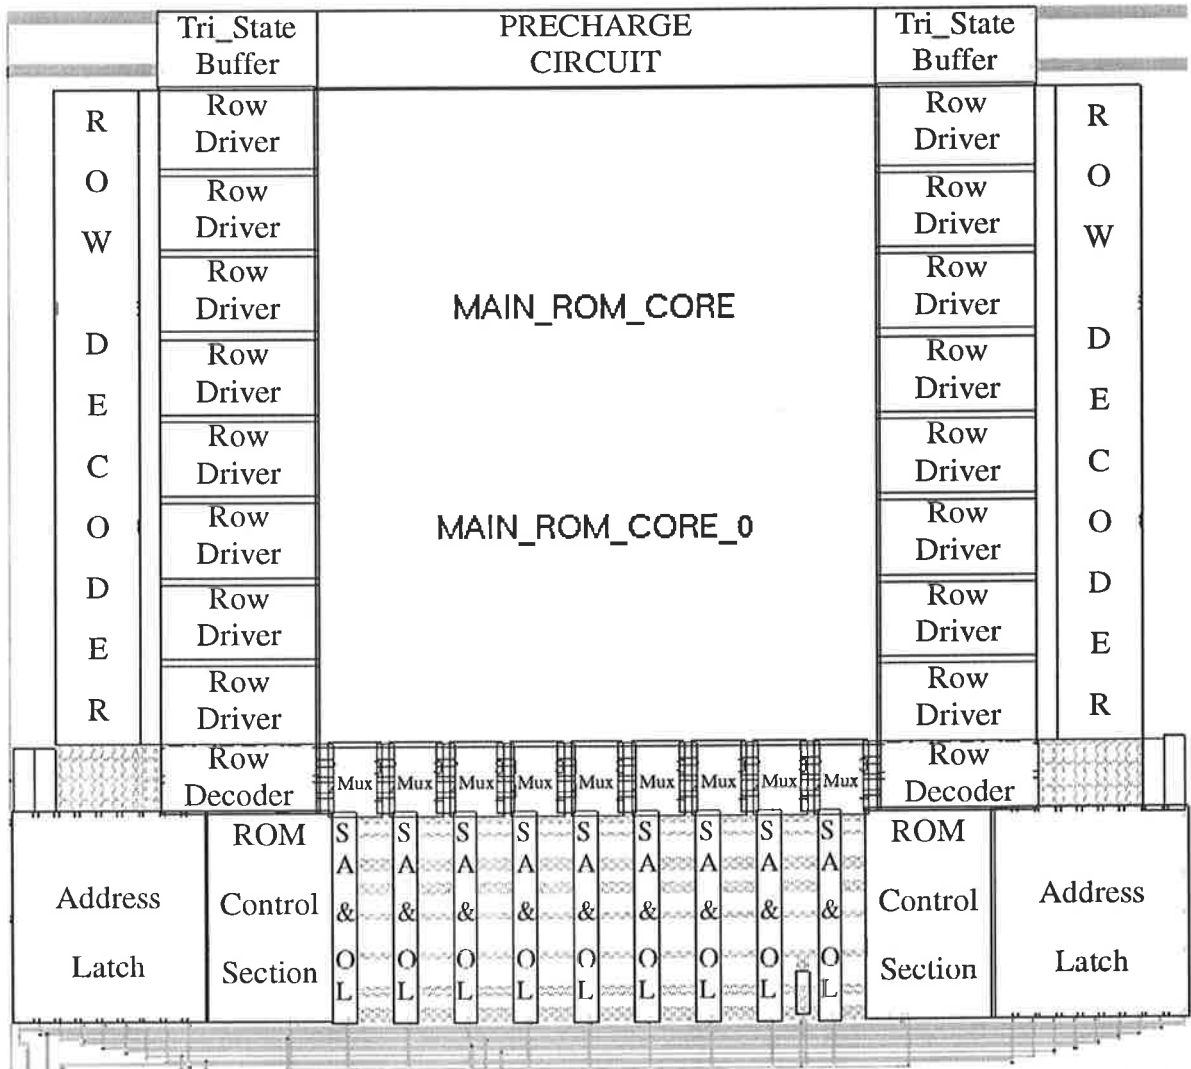 Tri_State
Buffer
PRECHARGE
CIRCUIT
Tri_State
Buffer
R
O
W
D
E
C
O
D
E
R
Row
Driver
Row
Driver
Row
Driver
Row
Driver
Row
Driver
Row
Driver
Row
Driver
Row
Driver
MAIN_ROM_CORE
MAIN_ROM_CORE_0
Row
Driver
Row
Driver
Row
Driver
Row
Driver
Row
Driver
Row
Driver
Row
Driver
Row
Driver
R
O
W
D
E
C
O
D
E
R
Row
Decoder
Mux Mux Mux Mux Mux Mux Mux Mux Mux
Row
Decoder
Address
Latch
ROM
Control
Section
S
A
&
O
L
S
A
&
O
L
S
A
&
O
L
S
A
&
O
L
S
A
&
O
L
S
A
&
O
L
S
A
&
O
L
S
A
&
O
L
S
A
&
O
L
ROM
Control
Section
Address
Latch